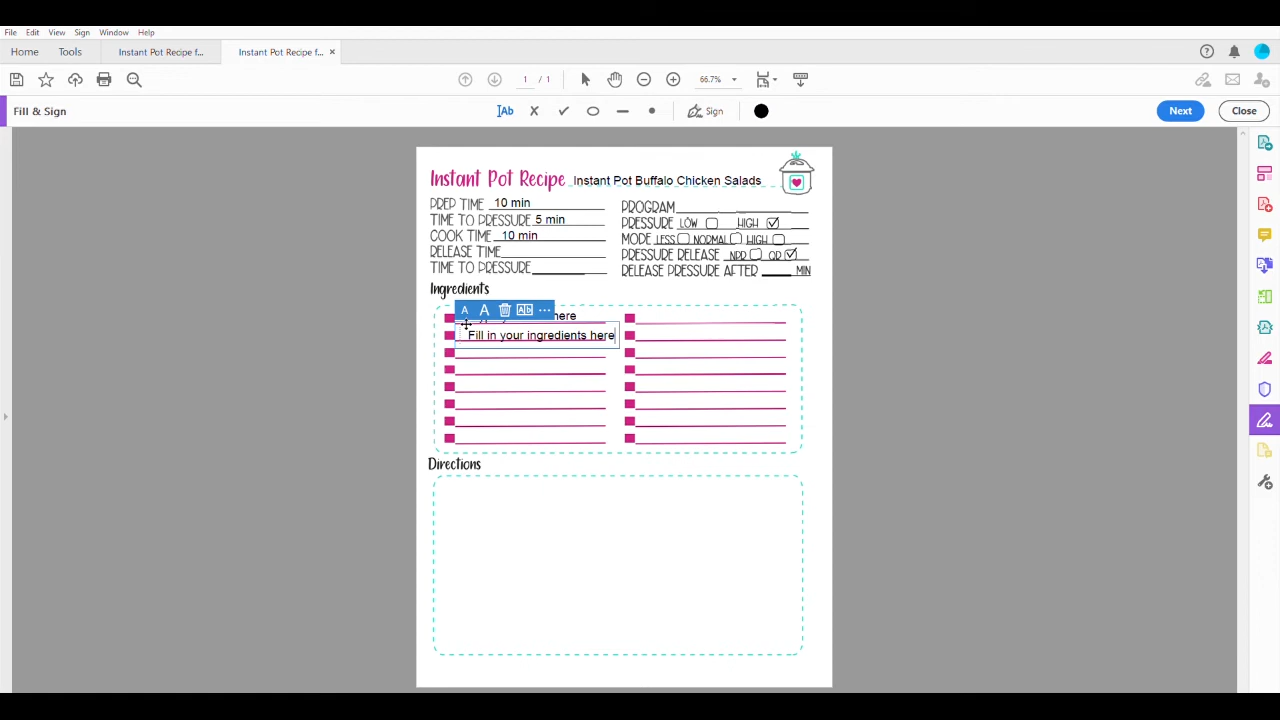 File Edit View Sign Window Help
Home Tools Instant Pot Recipe f... Instant Pot Recipe f... ×
1 / 1 66.7%
Fill & Sign Ab Sign Next Close
Instant Pot Recipe Instant Pot Buffalo Chicken Salads
PREP TIME 10 min
TIME TO PRESSURE 5 min
COOK TIME 10 min
RELEASE TIME
TIME TO PRESSURE
PROGRAM
PRESSURE LOW HIGH
MODE LESS NORMAL HIGH
PRESSURE RELEASE NPR QR
RELEASE PRESSURE AFTER MIN
Ingredients
A A Ab ...
here
Fill in your ingredients here
Directions